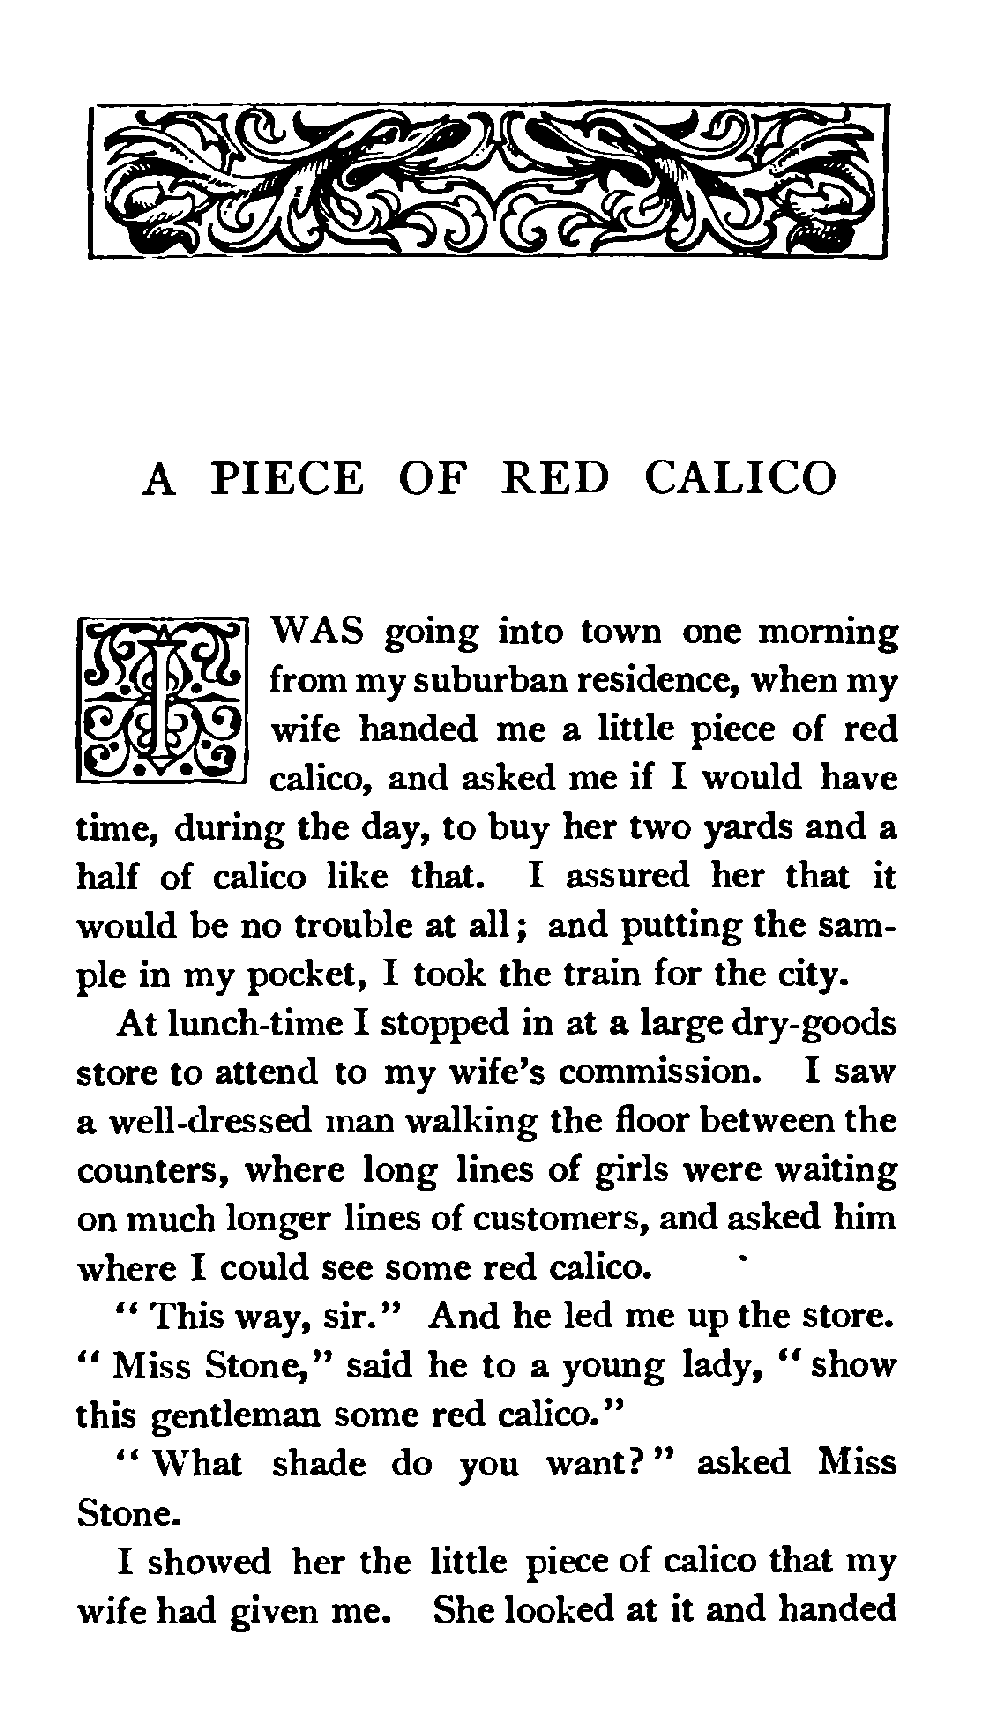 A PIECE OF RED CALICO
I WAS going into town one morning
from my suburban residence, when my
wife handed me a little piece of red
calico, and asked me if I would have
time, during the day, to buy her two yards and a
half of calico like that. I assured her that it
would be no trouble at all; and putting the sam-
ple in my pocket, I took the train for the city.
At lunch-time I stopped in at a large dry-goods
store to attend to my wife's commission. I saw
a well-dressed man walking the floor between the
counters, where long lines of girls were waiting
on much longer lines of customers, and asked him
where I could see some red calico.
"This way, sir." And he led me up the store.
"Miss Stone," said he to a young lady, "show
this gentleman some red calico."
"What shade do you want?" asked Miss
Stone.
I showed her the little piece of calico that my
wife had given me. She looked at it and handed